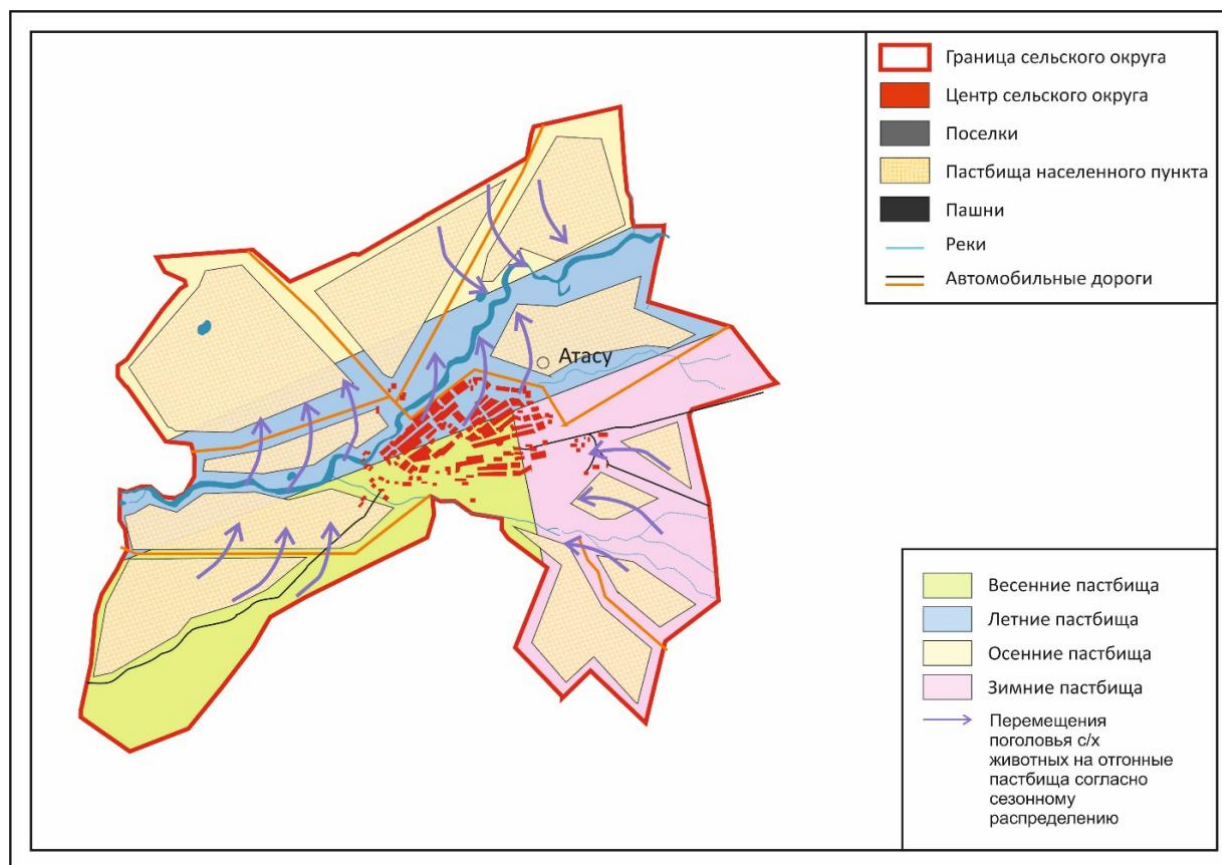 Граница сельского округа
Центр сельского округа
Поселки
Пастбища населенного пункта
Пашни
Реки
Автомобильные дороги
Атасу
Весенние пастбища
Летние пастбища
Осенние пастбища
Зимние пастбища
Перемещения
поголовья с/х
животных на отгонные
пастбища согласно
сезонному
распределению